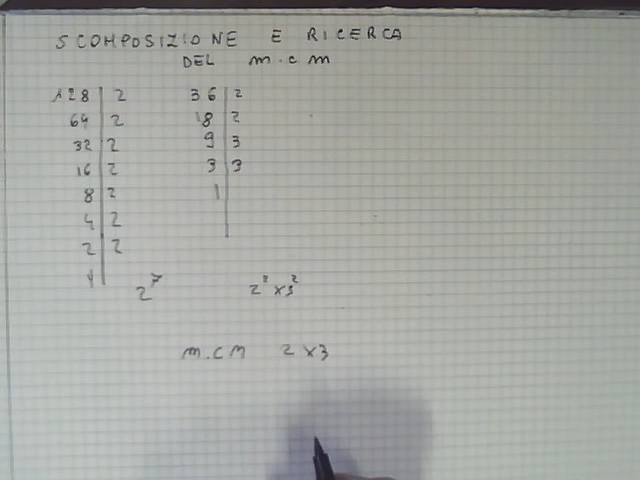 SCOMPOSIZIONE E RICERCA
DEL m.c m
128 | 2 36 | 2
64 | 2 18 | 2
32 | 2 9 | 3
16 | 2 3 | 3
8 | 2 1
4 | 2
2 | 2
1
2⁷ 2² x 3²
m.c m 2 x 3